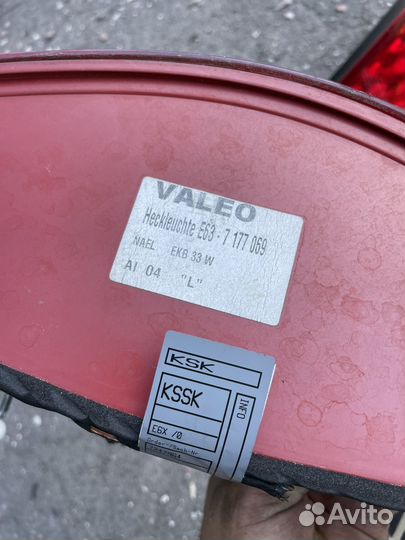 VALEO
Heckleuchte E63 - 7 177 069
NAEL EKB 33 W
AI 04 "L"
KSK
KSSK
INFO
E6X /0
Avito